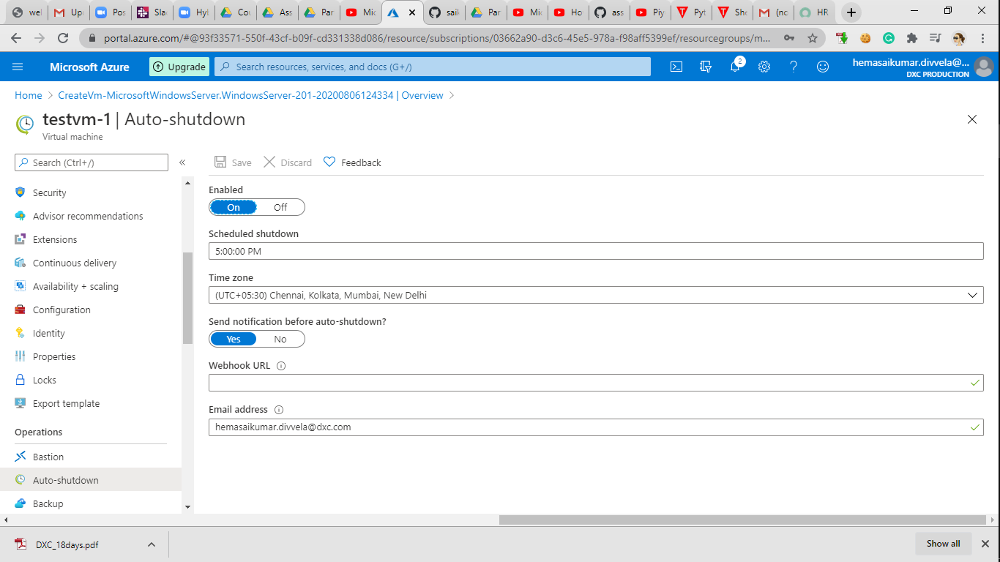 wel
Up
Pos
Sla
Hyl
Cou
Ass
Par
Mic
saik
Par
Mic
Ho
ass
Piy
Pyt
She
(nc
HR
portal.azure.com/#@93f33571-550f-43cf-b09f-cd331338d086/resource/subscriptions/03662a90-d3c6-45e5-978a-f98aff5399ef/resourcegroups/m...
Microsoft Azure
Upgrade
Search resources, services, and docs (G+/)
2
hemasaikumar.divvela@...
DXC PRODUCTION
Home > CreateVm-MicrosoftWindowsServer.WindowsServer-201-20200806124334 | Overview >
testvm-1 | Auto-shutdown
Virtual machine
Search (Ctrl+/)
«
Save
Discard
Feedback
Security
Advisor recommendations
Extensions
Continuous delivery
Availability + scaling
Configuration
Identity
Properties
Locks
Export template
Operations
Bastion
Auto-shutdown
Backup
Enabled
On Off
Scheduled shutdown
5:00:00 PM
Time zone
(UTC+05:30) Chennai, Kolkata, Mumbai, New Delhi
Send notification before auto-shutdown?
Yes No
Webhook URL
Email address
hemasaikumar.divvela@dxc.com
DXC_18days.pdf
Show all